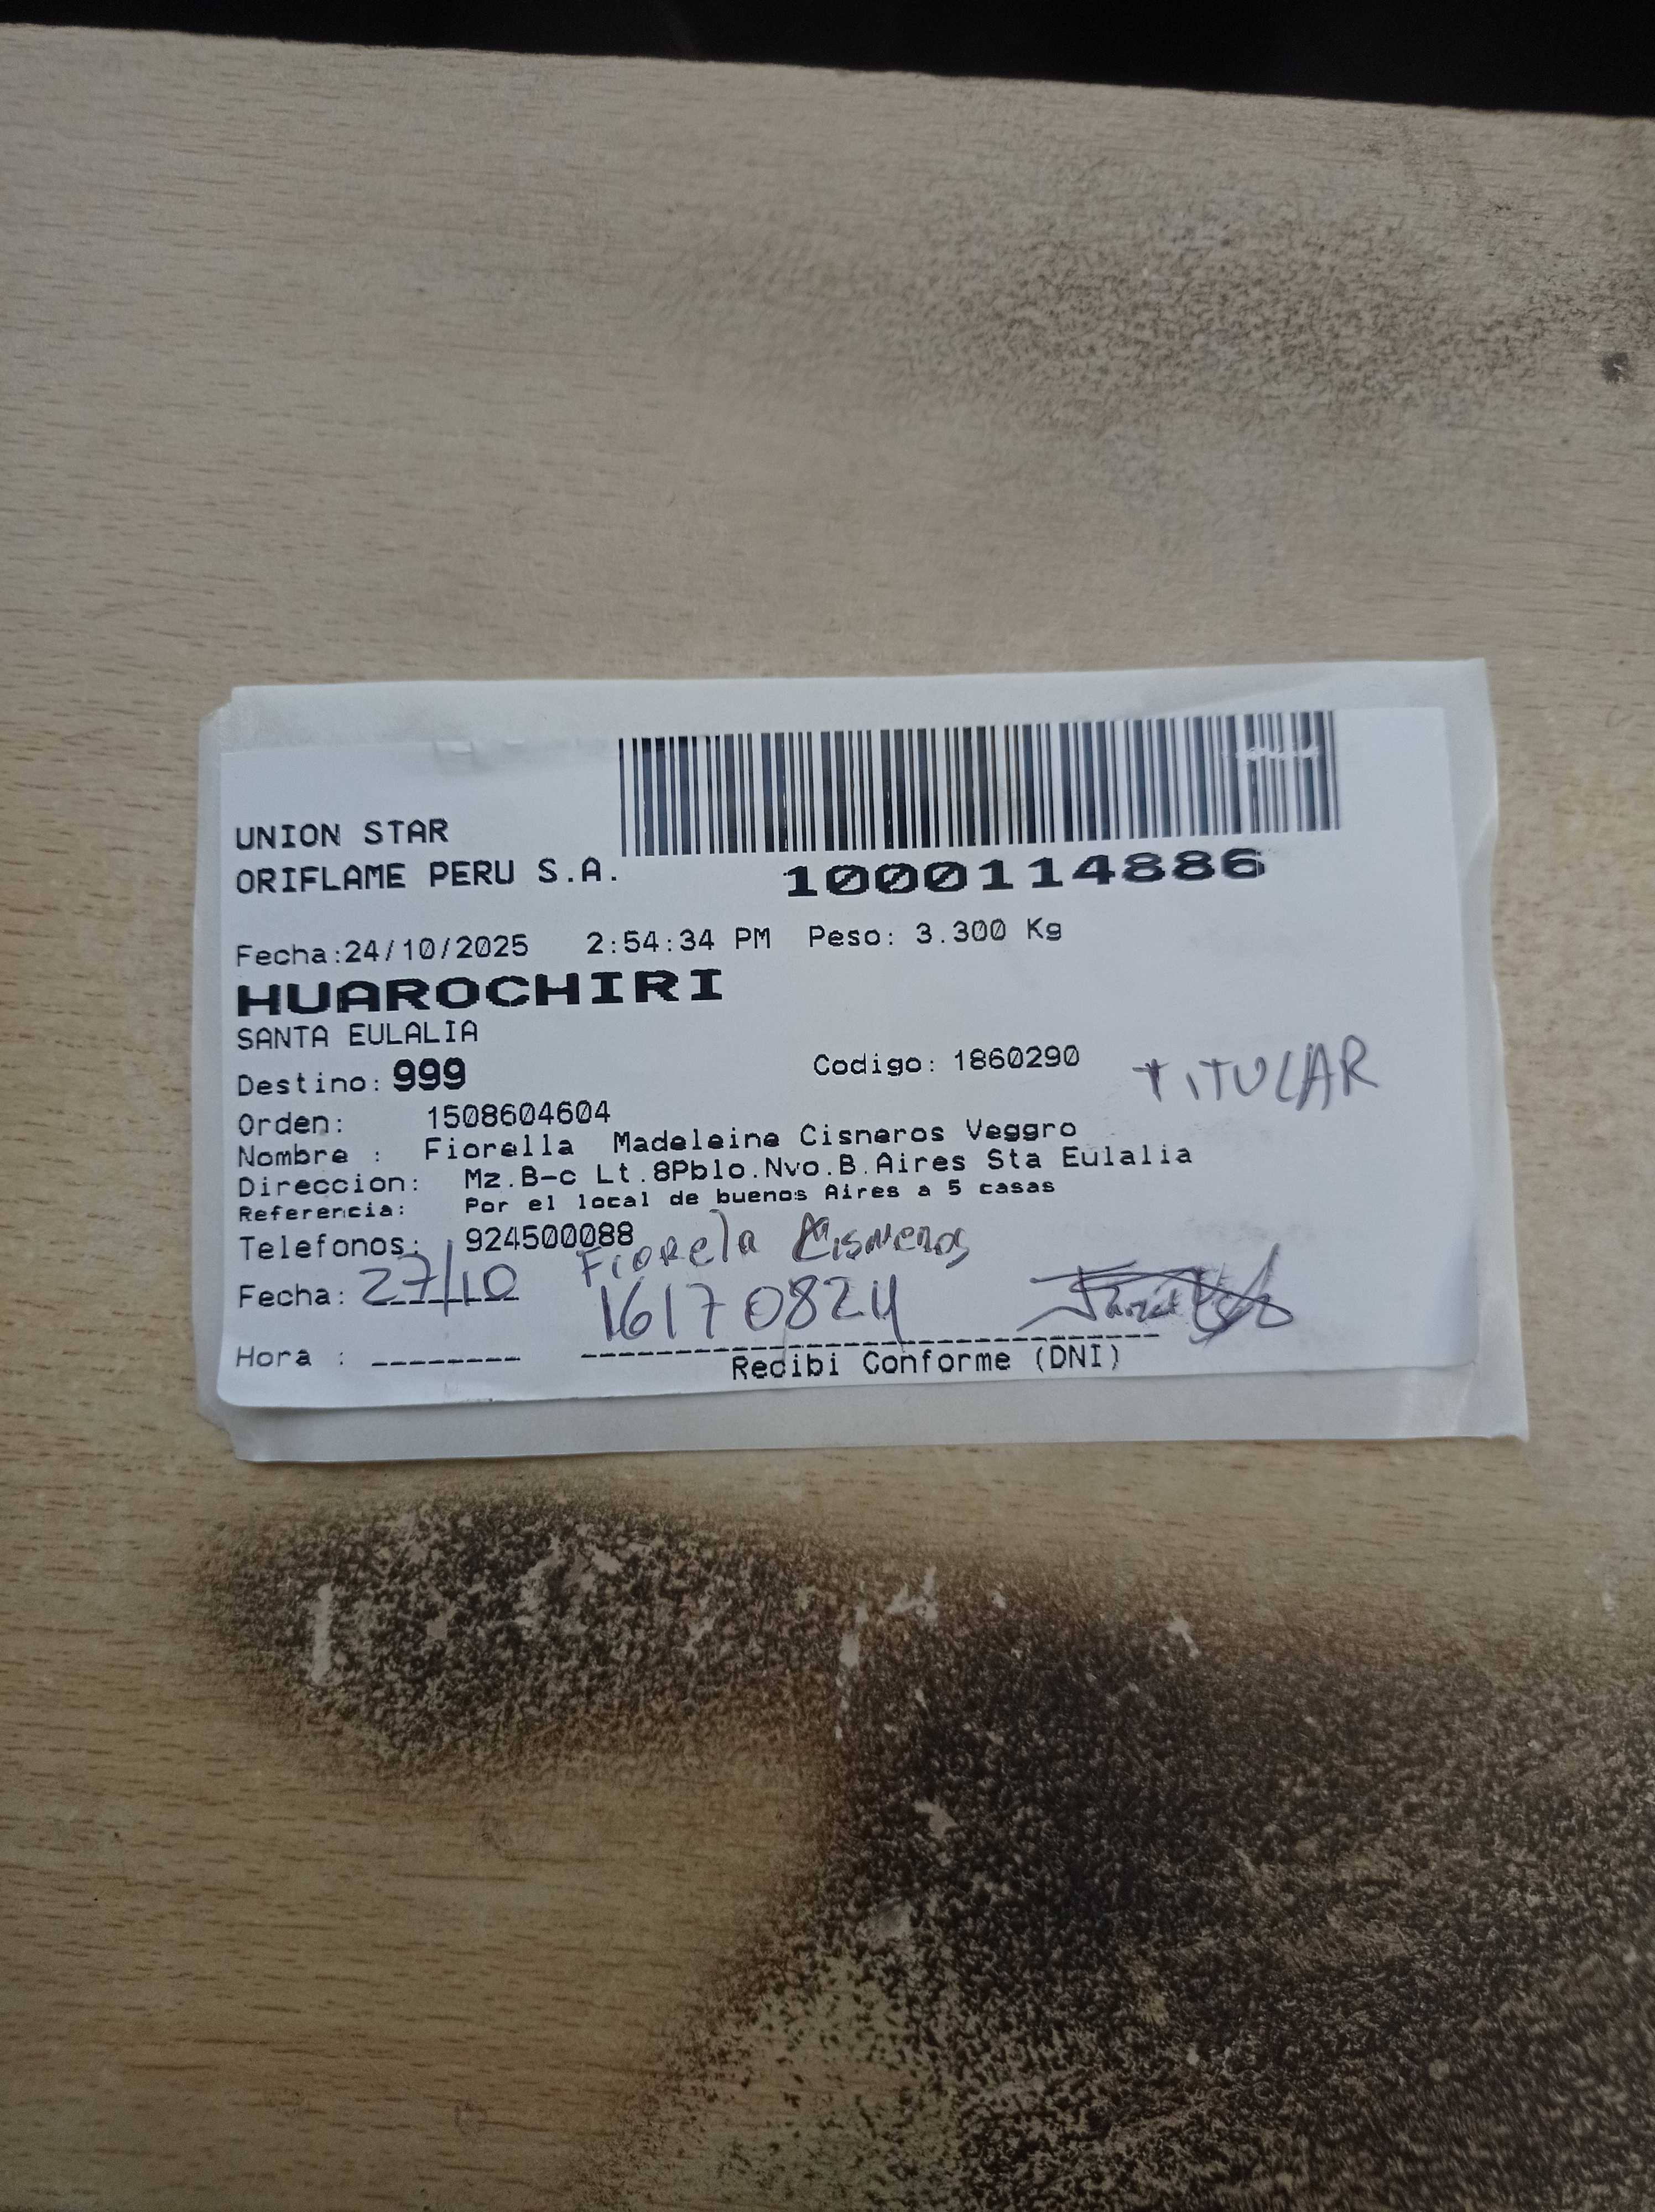 UNION STAR
ORIFLAME PERU S.A.
1000114886
Fecha:24/10/2025 2:54:34 PM Peso: 3.300 Kg
HUAROCHIRI
SANTA EULALIA
Destino: 999 Codigo: 1860290 TITULAR
Orden: 1508604604
Nombre : Fiorella Madeleine Cisneros Veggro
Direccion: Mz.B-c Lt.8Pblo.Nvo.B.Aires Sta Eulalia
Referencia: Por el local de buenos Aires a 5 casas
Telefonos: 924500088
Fiorela Cisneros
Fecha: 27/10 16170824
Hora : Recibi Conforme (DNI)